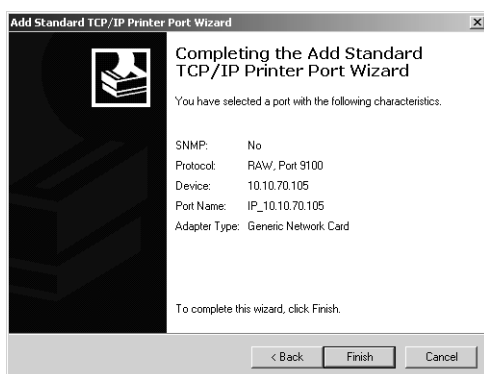 Add Standard TCP/IP Printer Port Wizard
Completing the Add Standard
TCP/IP Printer Port Wizard
You have selected a port with the following characteristics.
SNMP: No
Protocol: RAW, Port 9100
Device: 10.10.70.105
Port Name: IP_10.10.70.105
Adapter Type: Generic Network Card
To complete this wizard, click Finish.
< Back Finish Cancel